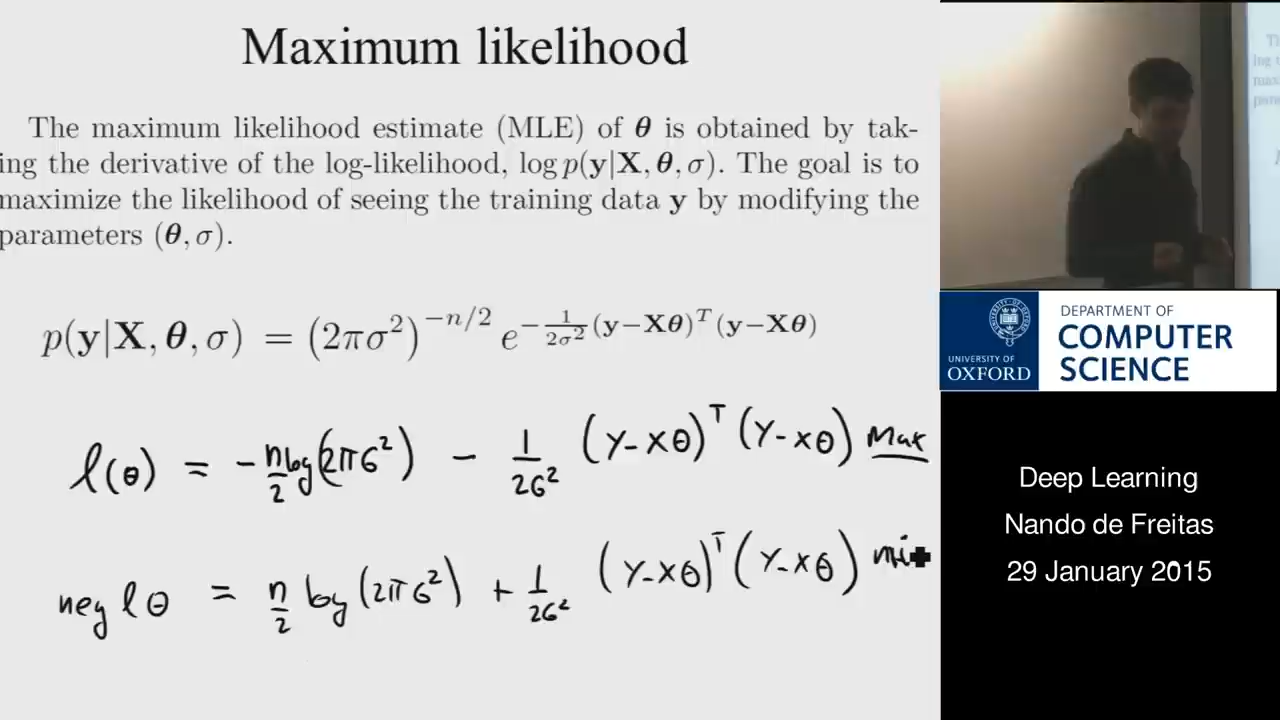 Maximum likelihood
The maximum likelihood estimate (MLE) of θ is obtained by tak-
ing the derivative of the log-likelihood, log p(y|X, θ, σ). The goal is to
maximize the likelihood of seeing the training data y by modifying the
parameters (θ, σ).
p(y|X, θ, σ) = (2πσ²)^{-n/2} e^{-\frac{1}{2σ²}(y-Xθ)^T(y-Xθ)}
l(θ) = - n/2 log(2πσ²) - 1/2σ² (Y-Xθ)^T (Y-Xθ) Max
neg lθ = n/2 log(2πσ²) + 1/2σ² (Y-Xθ)^T (Y-Xθ) mi
UNIVERSITY OF
OXFORD
DEPARTMENT OF
COMPUTER
SCIENCE
Deep Learning
Nando de Freitas
29 January 2015